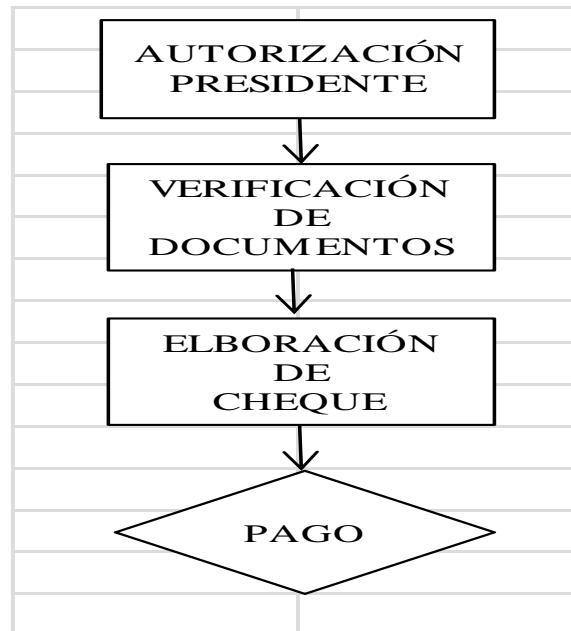 AUTORIZACIÓN
PRESIDENTE
VERIFICACIÓN
DE
DOCUMENTOS
ELBORACIÓN
DE
CHEQUE
PAGO